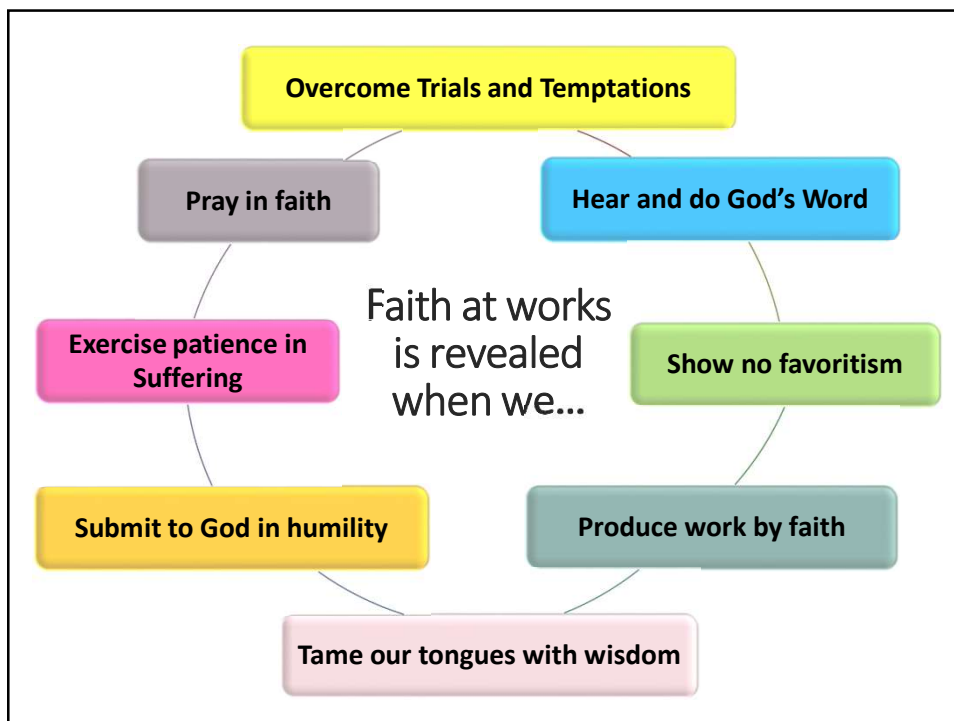 Overcome Trials and Temptations
Hear and do God’s Word
Show no favoritism
Produce work by faith
Tame our tongues with wisdom
Submit to God in humility
Exercise patience in
Suffering
Pray in faith
Faith at works
is revealed
when we...